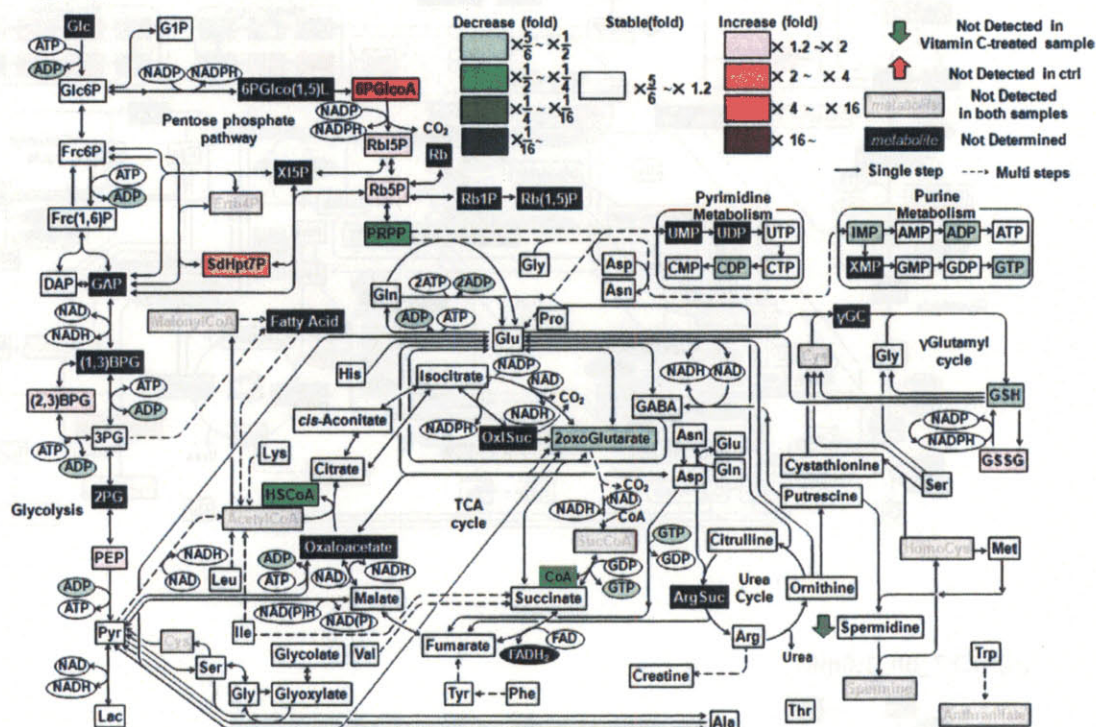 Decrease (fold)
Stable(fold)
Increase (fold)
×5/6 ~ ×1/2
×1/2 ~ ×1/4
×1/4 ~ ×1/16
×1/16 ~
×5/6 ~ × 1.2
× 1.2 ~ × 2
× 2 ~ × 4
× 4 ~ × 16
× 16 ~
Not Detected in
Vitamin C-treated sample
Not Detected in ctrl
metabolite
Not Detected
in both samples
metabolite
Not Determined
Single step
Multi steps
Glc
G1P
ATP
ADP
NADP
NADPH
Glc6P
6PGlco(1,5)L
6PGlcoA
NADP
NADPH
CO₂
Pentose phosphate
pathway
Rbl5P
Rb
Frc6P
Xl5P
Rb5P
Rb1P
Rb(1,5)P
ATP
ADP
Frc(1,6)P
PRPP
Pyrimidine
Metabolism
UMP
UDP
UTP
CMP
CDP
CTP
Purine
Metabolism
IMP
AMP
ADP
ATP
XMP
GMP
GDP
GTP
SdHpt7P
DAP
GAP
Gly
Asp
Asn
Gln
2ATP
2ADP
ADP
ATP
Pro
Glu
NAD
NADH
MalonylCoA
Fatty Acid
γGC
Cys
Gly
γGlutamyl
cycle
(1,3)BPG
ATP
ADP
(2,3)BPG
His
Isocitrate
NADP
NAD
CO₂
NADH
NADPH
NADH
NAD
GABA
GSH
NADP
NADPH
GSSG
3PG
ATP
ADP
cis-Aconitate
OxlSuc
2oxoGlutarate
Asn
Glu
Asp
Gln
Lys
Citrate
Cystathionine
Ser
Putrescine
2PG
Glycolysis
HSCoA
AcetylCoA
TCA
cycle
CO₂
NAD
NADH
CoA
SucCoA
GTP
GDP
Citrulline
HomoCys
Met
PEP
NADH
NAD
Leu
ADP
ATP
Oxaloacetate
NAD
NADH
Malate
NAD(P)H
NAD(P)
CoA
GDP
GTP
Succinate
ArgSuc
Urea
Cycle
Ornithine
ADP
ATP
Pyr
Cys
Ile
Glycolate
Val
Fumarate
FAD
FADH₂
Arg
Urea
Spermidine
Trp
NAD
NADH
Ser
Gly
Glyoxylate
Tyr
Phe
Creatine
Spermine
Lac
Ala
Thr
Anthranilate